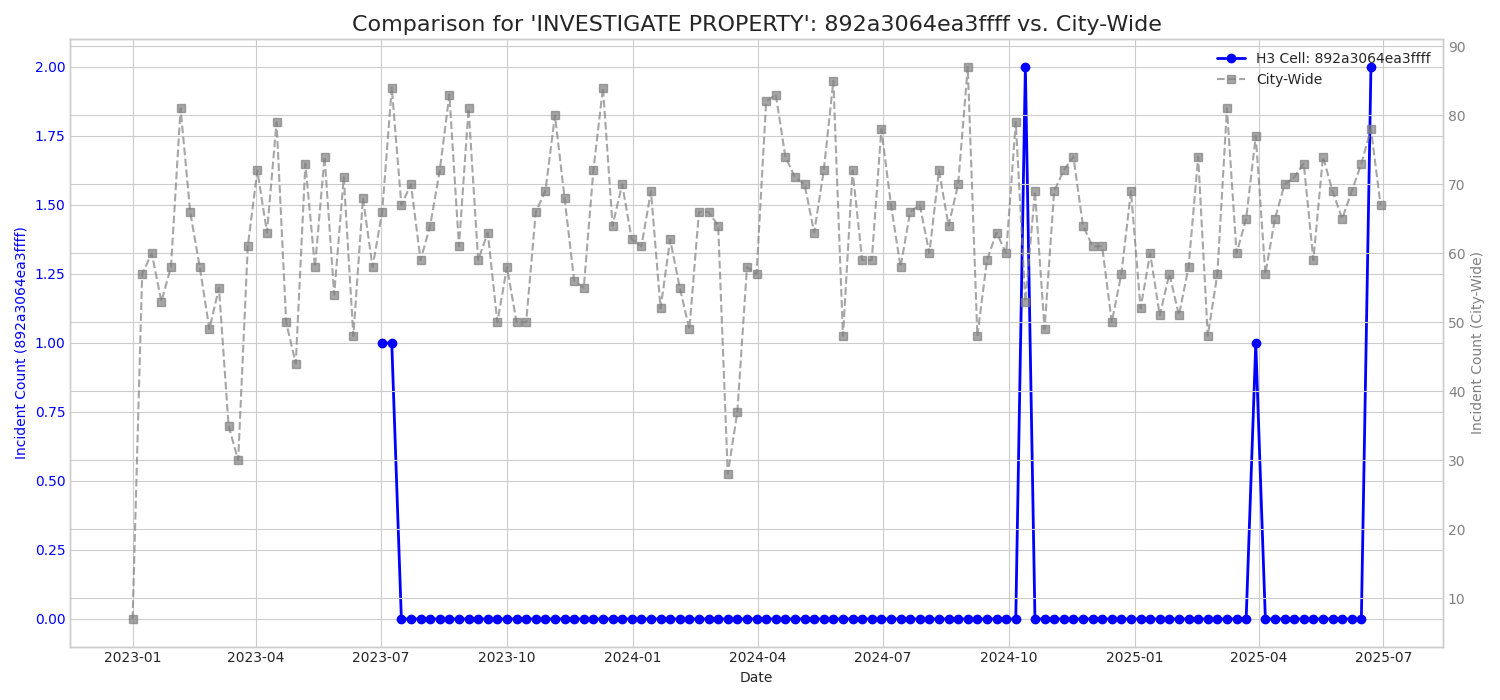 Comparison for 'INVESTIGATE PROPERTY': 892a3064ea3ffff vs. City-Wide
H3 Cell: 892a3064ea3ffff
City-Wide
Incident Count (892a3064ea3ffff)
2.00
1.75
1.50
1.25
1.00
0.75
0.50
0.25
0.00
90
80
70
60
50
40
30
20
10
Incident Count (City-Wide)
2023-01 2023-04 2023-07 2023-10 2024-01 2024-04 2024-07 2024-10 2025-01 2025-04 2025-07
Date